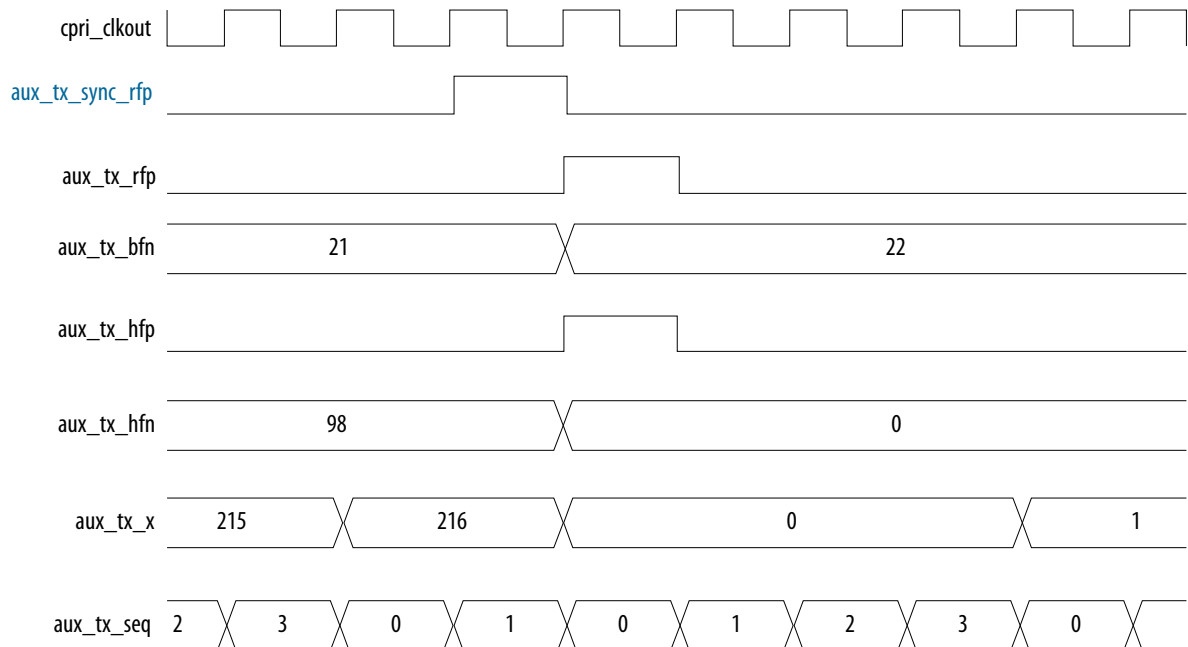 cpri_clkout
aux_tx_sync_rfp
aux_tx_rfp
aux_tx_bfn 21 22
aux_tx_hfp
aux_tx_hfn 98 0
aux_tx_x 215 216 0 1
aux_tx_seq 2 3 0 1 0 1 2 3 0